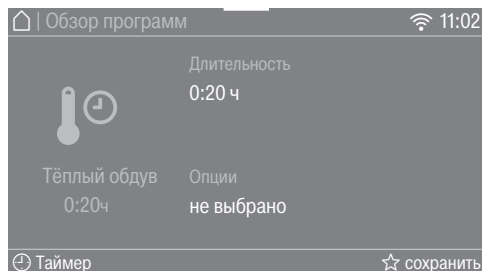 | Обзор программ 11:02
Длительность
0:20 ч
Тёплый обдув
0:20ч
Опции
не выбрано
Таймер сохранить